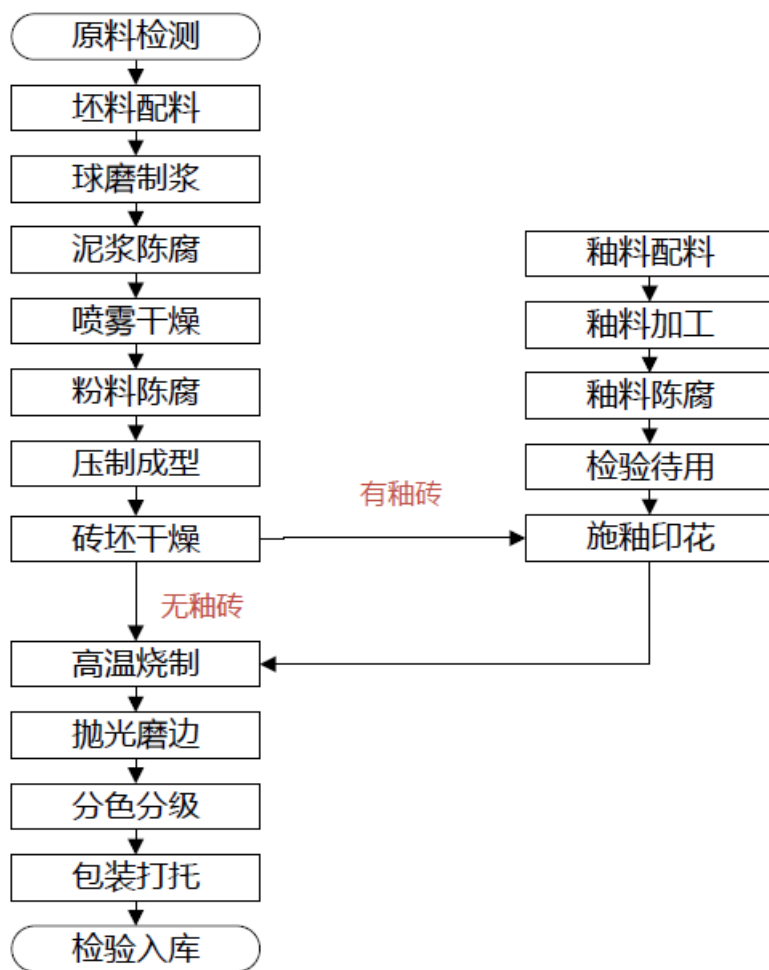 原料检测
坯料配料
球磨制浆
泥浆陈腐
喷雾干燥
粉料陈腐
压制成型
砖坯干燥
有釉砖
釉料配料
釉料加工
釉料陈腐
检验待用
施釉印花
无釉砖
高温烧制
抛光磨边
分色分级
包装打托
检验入库